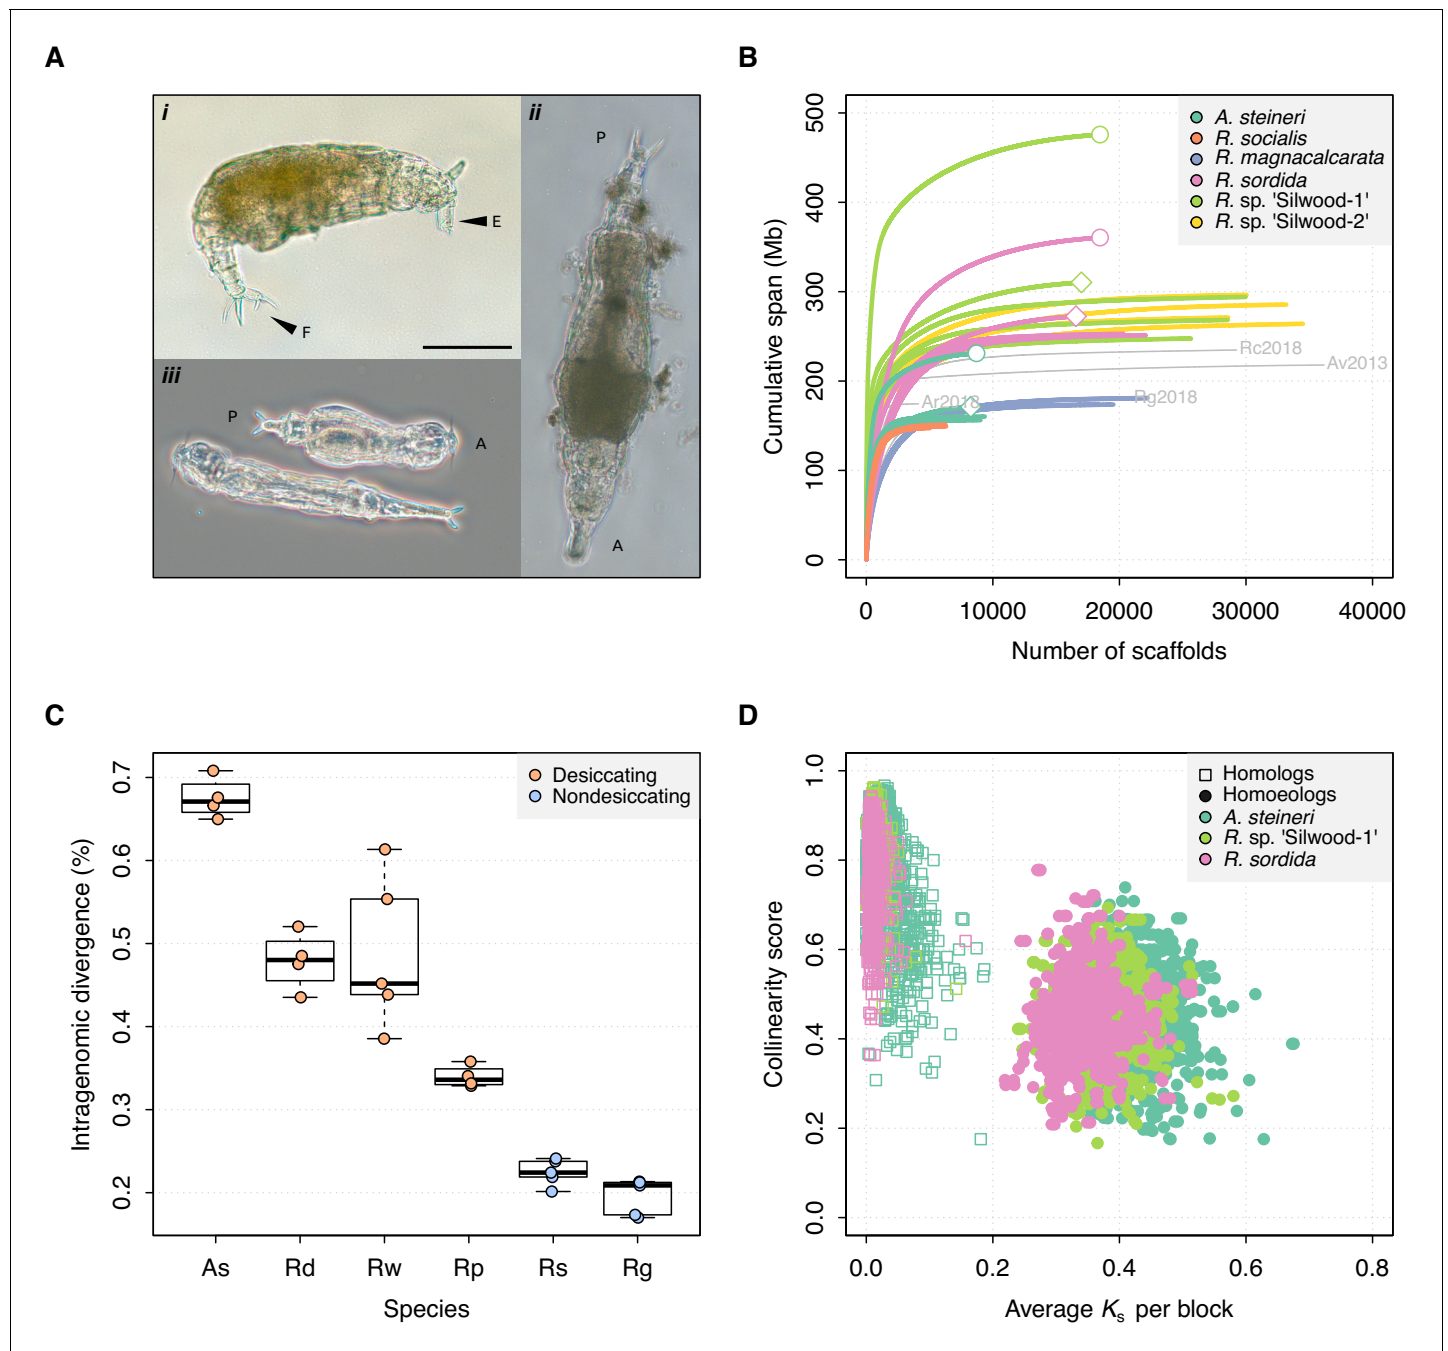 A
i
E
F
ii
P
A
iii
P
A
B
500
400
300
200
100
0
Cumulative span (Mb)
A. steineri
R. socialis
R. magnacalcarata
R. sordida
R. sp. 'Silwood-1'
R. sp. 'Silwood-2'
Rc2018
Av2013
Ar2018
Rg2018
0 10000 20000 30000 40000
Number of scaffolds
C
0.7
0.6
0.5
0.4
0.3
0.2
Intragenomic divergence (%)
Desiccating
Nondesiccating
As Rd Rw Rp Rs Rg
Species
D
1.0
0.8
0.6
0.4
0.2
0.0
Collinearity score
Homologs
Homoeologs
A. steineri
R. sp. 'Silwood-1'
R. sordida
0.0 0.2 0.4 0.6 0.8
Average Ks per block